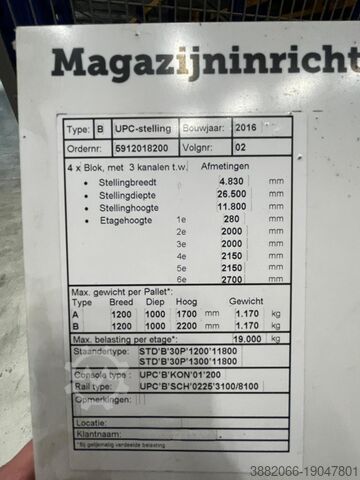 Magazijninricht
Type: B UPC-stelling Bouwjaar: 2016
Ordernr: 5912018200 Volgnr: 02
4 x Blok, met 3 kanalen t.w. Afmetingen
• Stellingbreedt 4.830 mm
• Stellingdiepte 26.500 mm
• Stellinghoogte 11.800 mm
• Etagehoogte 1e 280 mm
2e 2000 mm
3e 2000 mm
4e 2150 mm
5e 2150 mm
6e 2700 mm
Max. gewicht per Pallet*:
Type Breed Diep Hoog Gewicht
A 1200 1000 1700 1.170 kg
B 1200 1000 2200 1.170
Max. belasting per etage*: 19.000 kg
Staandertype: STD'B'30P'1200'11800
STD'B'30P'1300'11800
Console type: UPC'B'KON'01'200
Rail type: UPC'B'SCH'0225'3100/8100
Opmerkingen:
Locatie:
Klantnaam:
*Bij gelijkmatig verdeelde belasting
3882066-19047801